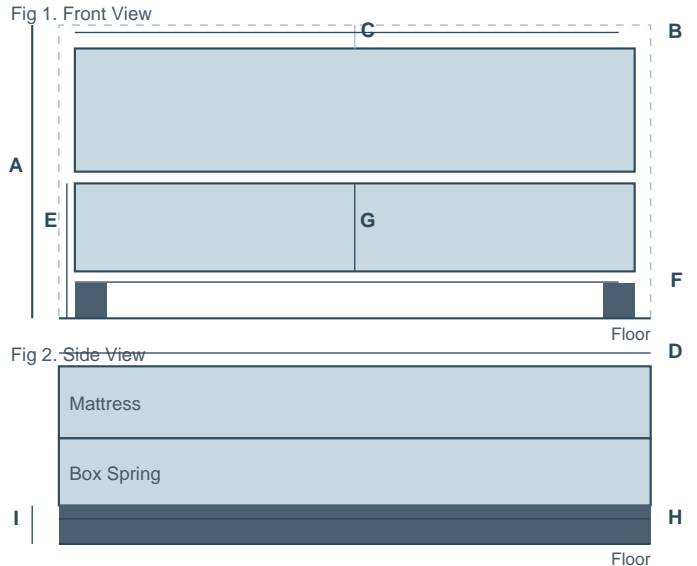 Fig 1. Front View
C
B
A
E
G
F
Floor
Fig 2. Side View
D
Mattress
Box Spring
I
H
Floor